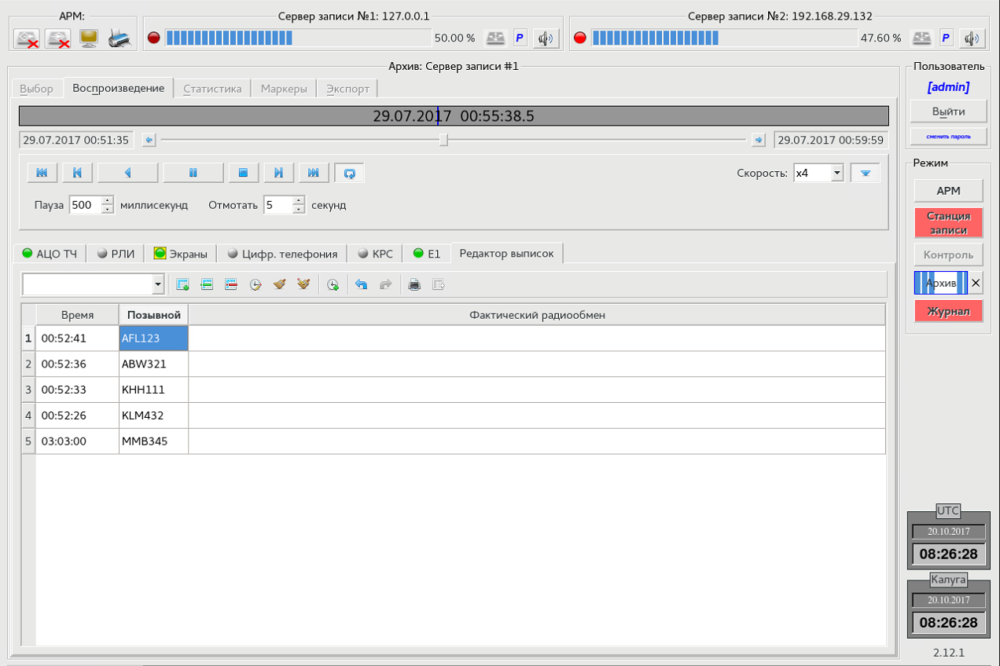 АРМ:
Сервер записи №1: 127.0.0.1
50.00 %
P
Сервер записи №2: 192.168.29.132
47.60 %
P
Архив: Сервер записи #1
Выбор
Воспроизведение
Статистика
Маркеры
Экспорт
29.07.2017 00:55:38.5
29.07.2017 00:51:35
29.07.2017 00:59:59
Скорость: x4
Пауза 500 миллисекунд Отмотать 5 секунд
АЦО ТЧ
РЛИ
Экраны
Цифр. телефония
КРС
E1
Редактор выписок
Время Позывной Фактический радиообмен
1 00:52:41 AFL123
2 00:52:36 ABW321
3 00:52:33 KHH111
4 00:52:26 KLM432
5 03:03:00 MMB345
Пользователь
[admin]
Выйти
сменить пароль
Режим
АРМ
Станция
записи
Контроль
Архив
Журнал
UTC
20.10.2017
08:26:28
Калуга
20.10.2017
08:26:28
2.12.1